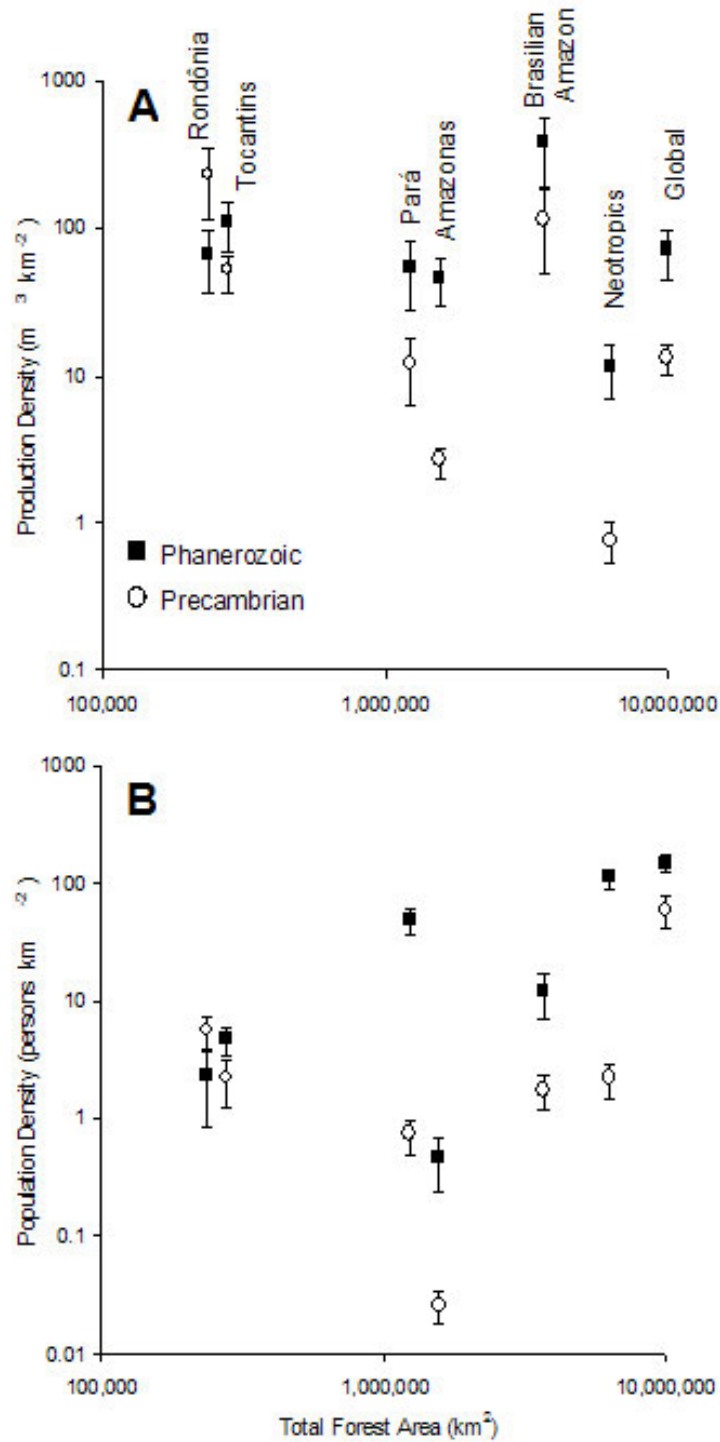 A
Rondônia
Tocantins
Pará
Amazonas
Brasilian
Amazon
Neotropics
Global
Production Density (m 3 km -2 )
1000
100
10
1
0.1
Phanerozoic
Precambrian
100,000 1,000,000 10,000,000
B
Population Density (persons km -2 )
1000
100
10
1
0.1
0.01
100,000 1,000,000 10,000,000
Total Forest Area (km2)